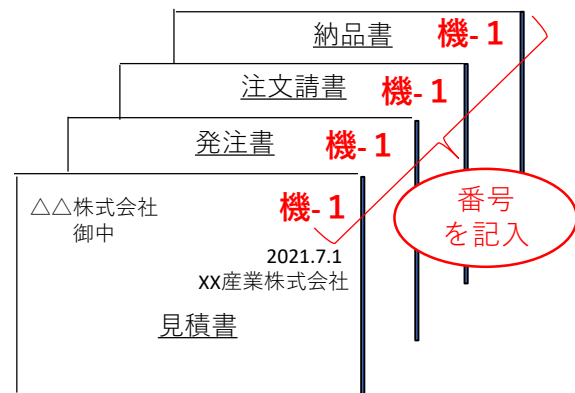 納品書 機- 1
注文請書 機- 1
発注書 機- 1
△△株式会社 機- 1
御中
番号
を記入
2021.7.1
XX産業株式会社
見積書